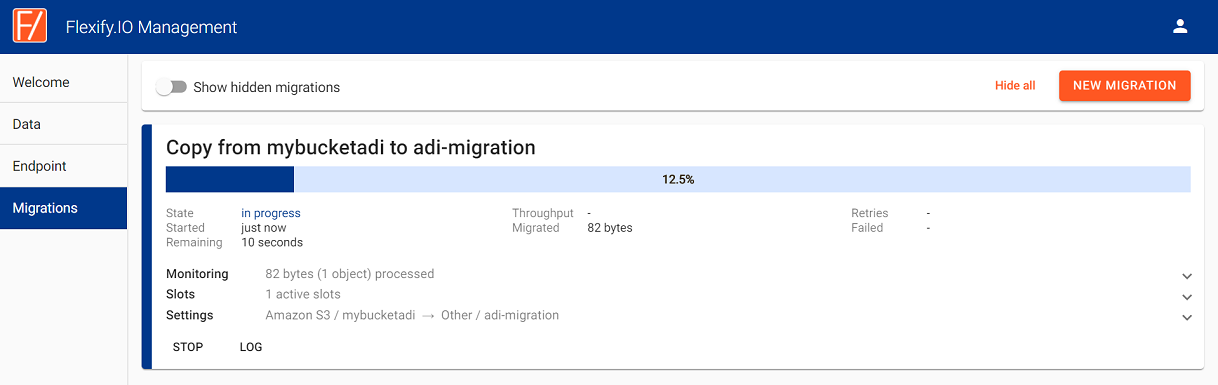 F/ Flexify.IO Management
Welcome
Data
Endpoint
Migrations
Show hidden migrations Hide all NEW MIGRATION
Copy from mybucketadi to adi-migration
12.5%
State in progress Throughput - Retries -
Started just now Migrated 82 bytes Failed -
Remaining 10 seconds
Monitoring 82 bytes (1 object) processed
Slots 1 active slots
Settings Amazon S3 / mybucketadi → Other / adi-migration
STOP LOG